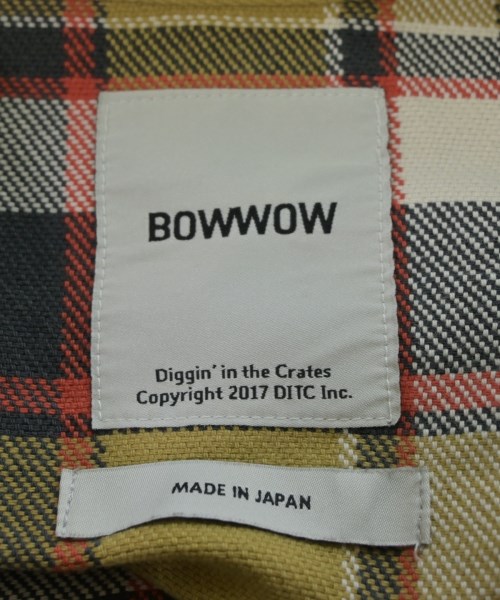 BOWWOW
Diggin' in the Crates
Copyright 2017 DITC Inc.
MADE IN JAPAN